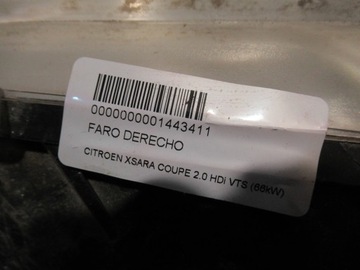 0000000001443411
FARO DERECHO
CITROEN XSARA COUPE 2.0 HDi VTS (66kW)